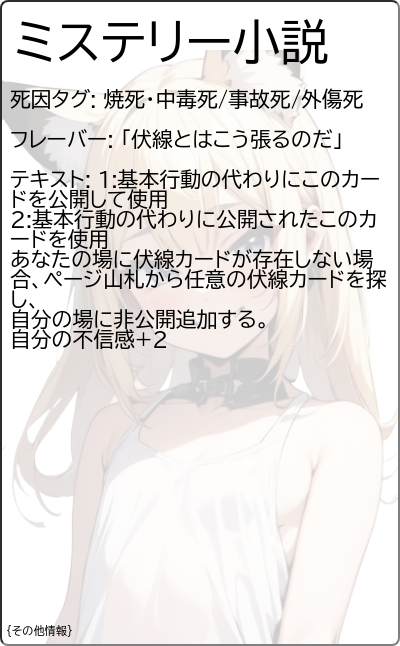 ミステリー小説
死因タグ: 焼死・中毒死/事故死/外傷死
フレーバー: 「伏線とはこう張るのだ」
テキスト: 1:基本行動の代わりにこのカー
ドを公開して使用
2:基本行動の代わりに公開されたこのカ
ードを使用
あなたの場に伏線カードが存在しない場
合、ページ山札から任意の伏線カードを探
し、
自分の場に非公開追加する。
自分の不信感+2
{その他情報}